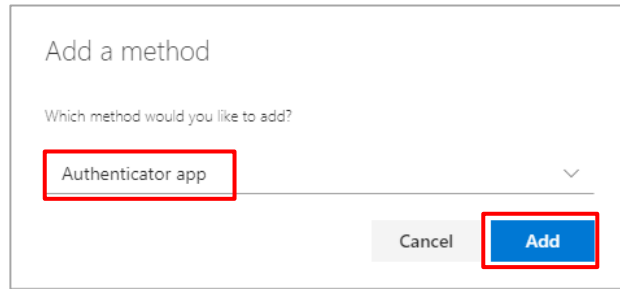 Add a method
Which method would you like to add?
Authenticator app
Cancel Add